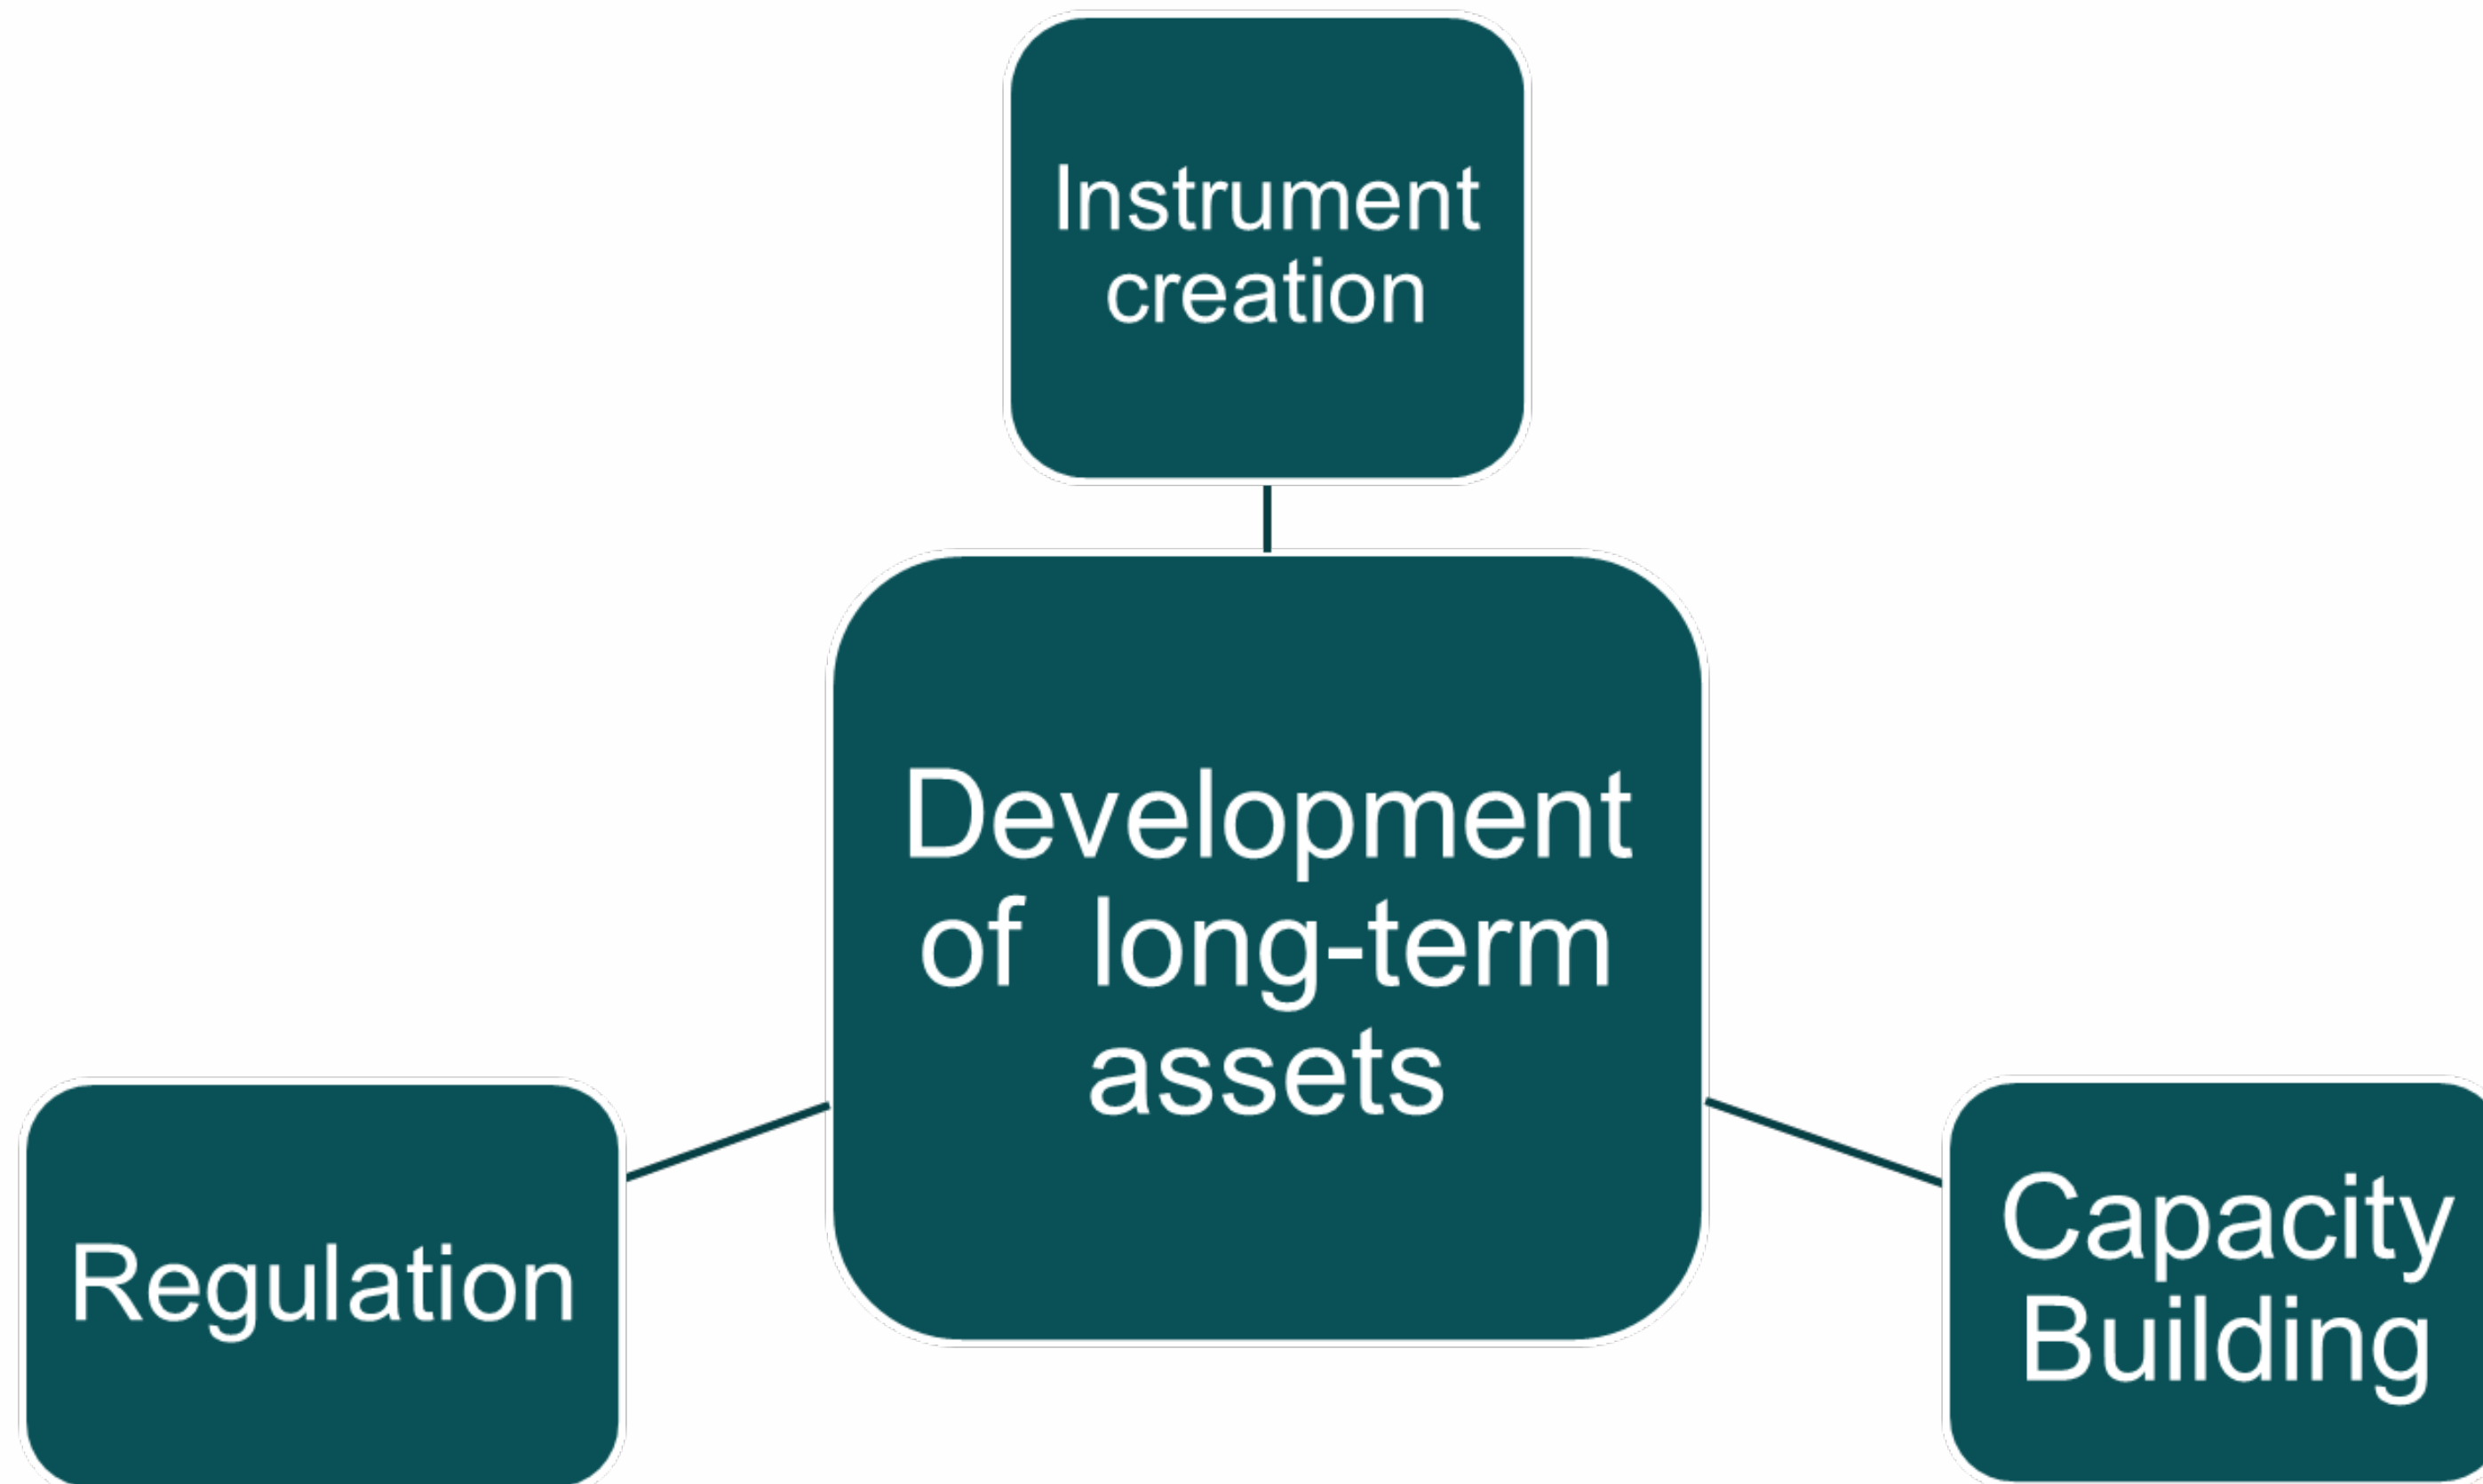 Instrument
creation
Development
of  long-term
assets
Regulation
Capacity
Building